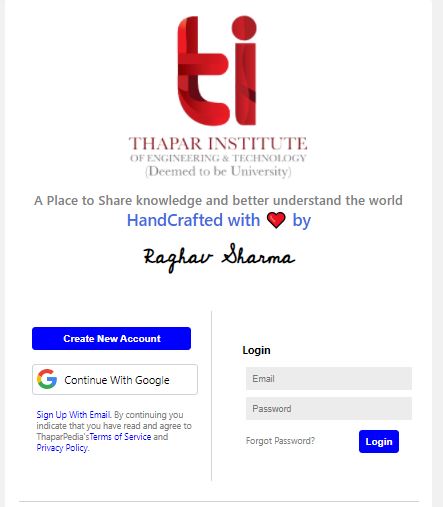 ti
THAPAR INSTITUTE
OF ENGINEERING & TECHNOLOGY
(Deemed to be University)
A Place to Share knowledge and better understand the world
HandCrafted with ❤️ by
Raghav Sharma
Create New Account
Continue With Google
Sign Up With Email. By continuing you
indicate that you have read and agree to
ThaparPedia'sTerms of Service and
Privacy Policy.
Login
Email
Password
Forgot Password?
Login